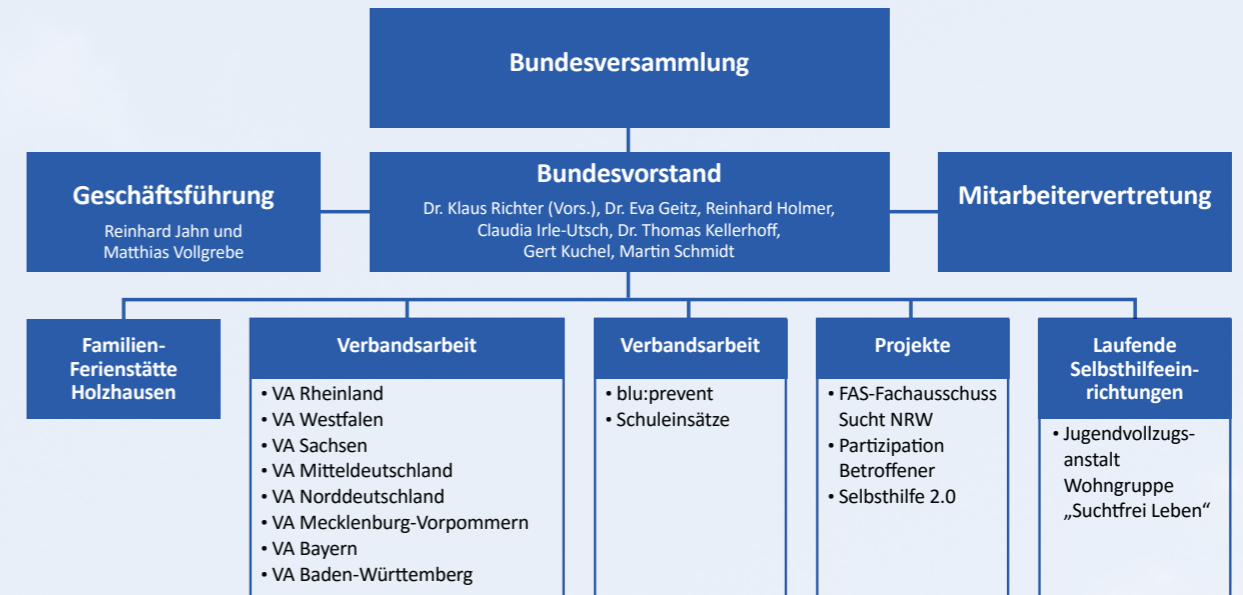 Bundesversammlung
Geschäftsführung
Reinhard Jahn und
Matthias Vollgrebe
Bundesvorstand
Dr. Klaus Richter (Vors.), Dr. Eva Geitz, Reinhard Holmer,
Claudia Irle-Utsch, Dr. Thomas Kellerhoff,
Gert Kuchel, Martin Schmidt
Mitarbeitervertretung
Familien-
Ferienstätte
Holzhausen
Verbandsarbeit
• VA Rheinland
• VA Westfalen
• VA Sachsen
• VA Mitteldeutschland
• VA Norddeutschland
• VA Mecklenburg-Vorpommern
• VA Bayern
• VA Baden-Württemberg
Verbandsarbeit
• blu:prevent
• Schuleinsätze
Projekte
• FAS-Fachausschuss
Sucht NRW
• Partizipation
Betroffener
• Selbsthilfe 2.0
Laufende
Selbsthilfeein-
richtungen
• Jugendvollzugs-
anstalt
Wohngruppe
„Suchtfrei Leben“